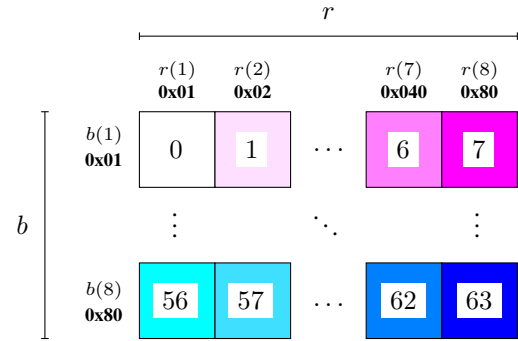 r
r(1) r(2) r(7) r(8)
0x01 0x02 0x040 0x80
b(1) 0 1 ... 6 7
0x01
b ⋮ ⋱ ⋮
b(8) 56 57 ... 62 63
0x80